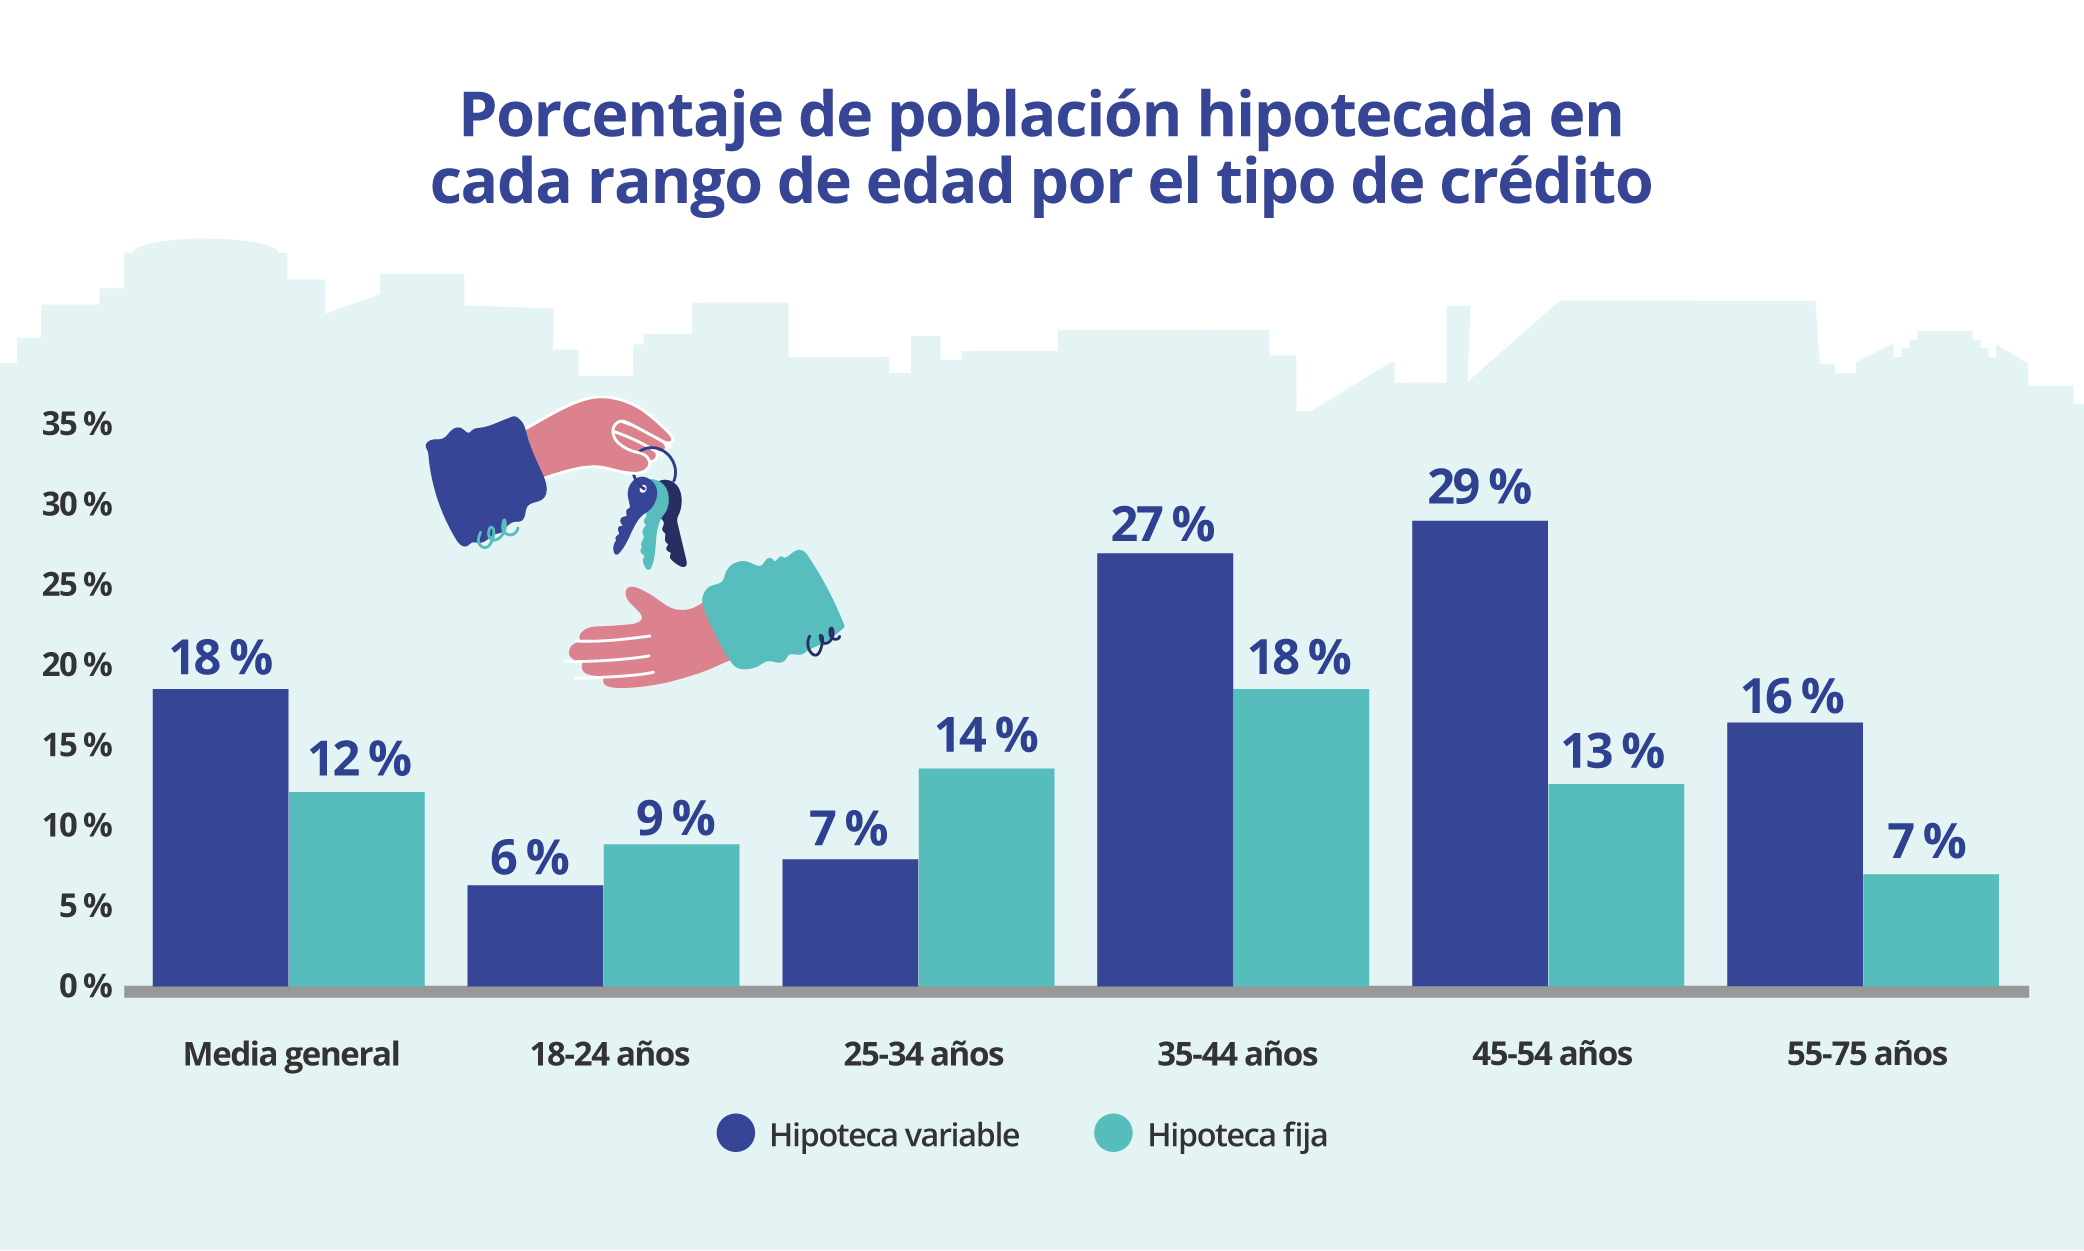 Porcentaje de población hipotecada en
cada rango de edad por el tipo de crédito
35 %
30 %
25 %
20 %
15 %
10 %
5 %
0 %
18 %
12 %
6 %
9 %
7 %
14 %
27 %
18 %
29 %
13 %
16 %
7 %
Media general
18-24 años
25-34 años
35-44 años
45-54 años
55-75 años
Hipoteca variable
Hipoteca fija